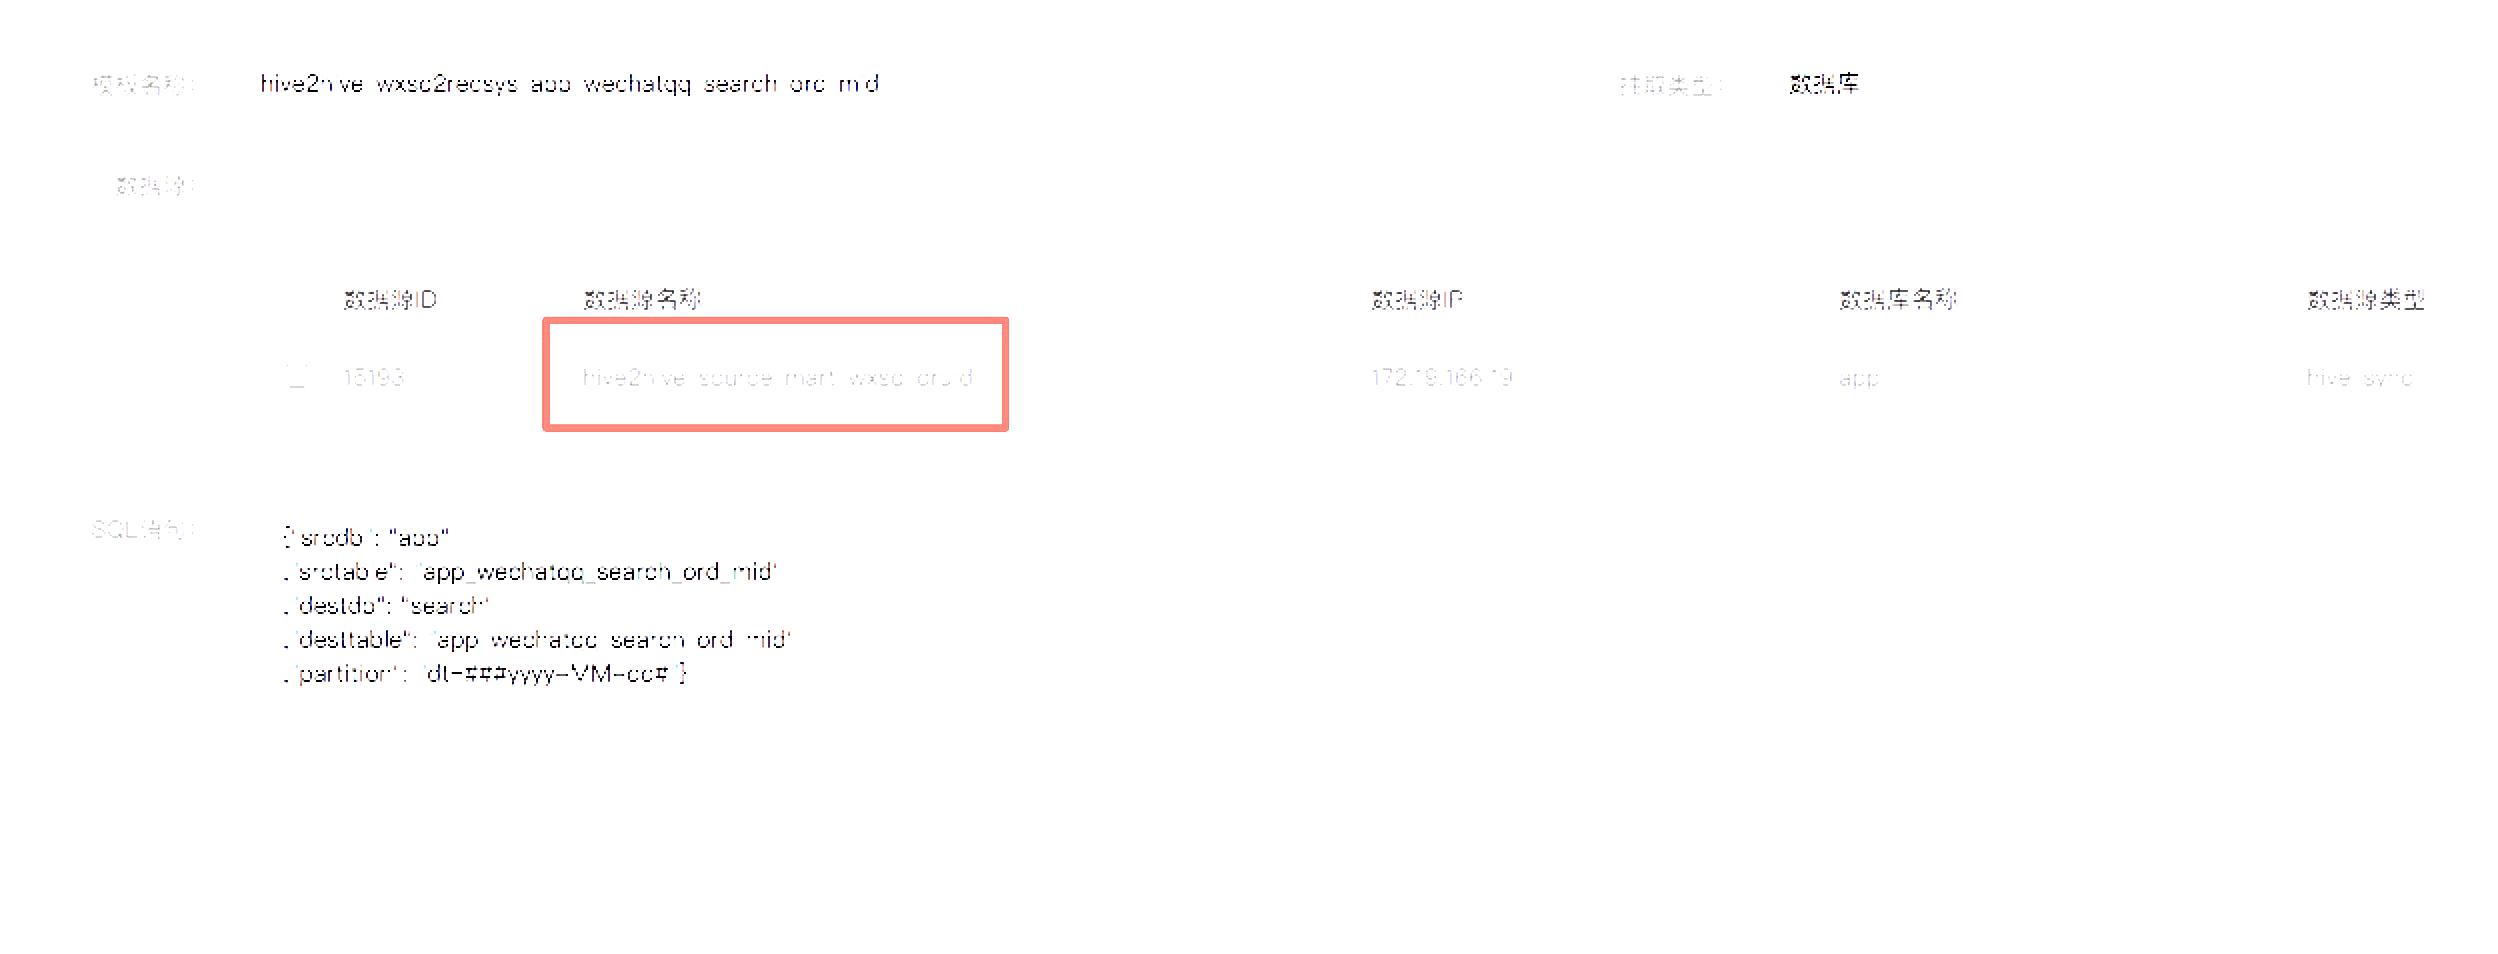 模板名称: hive2hive_wxsq2recsys_app_wechatqq_search_ord_mid 抽取类型: 数据库
数据源:
数据源ID 数据源名称 数据源IP 数据库名称 数据源类型
15193 172.19.166.19 app hive_sync
SQL语句: {"srcdb": "app"
,"srctable": "app_wechatqq_search_ord_mid"
,"destdb": "search"
,"desttable": "app_wechatqq_search_ord_mid"
,"partition": "dt=###yyyy-MM-dd#"}